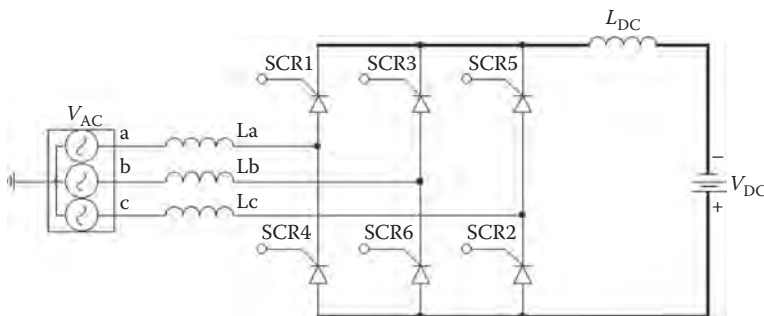 L_DC
SCR1 SCR3 SCR5
V_AC
a La
b Lb
c Lc
− V_DC
+
SCR4 SCR6 SCR2